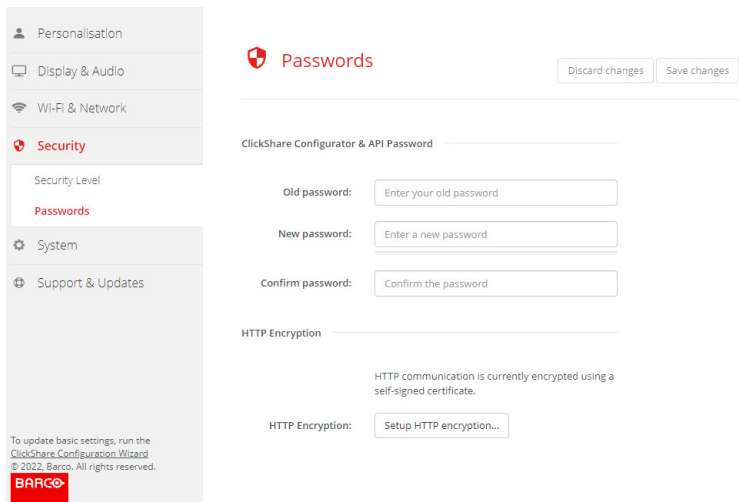 Personalisation
Display & Audio
Wi-Fi & Network
Security
Security Level
Passwords
System
Support & Updates
To update basic settings, run the
ClickShare Configuration Wizard
© 2022, Barco. All rights reserved.
BARCO
Passwords
Discard changes
Save changes
ClickShare Configurator & API Password
Old password:
Enter your old password
New password:
Enter a new password
Confirm password:
Confirm the password
HTTP Encryption
HTTP communication is currently encrypted using a
self-signed certificate.
HTTP Encryption:
Setup HTTP encryption...